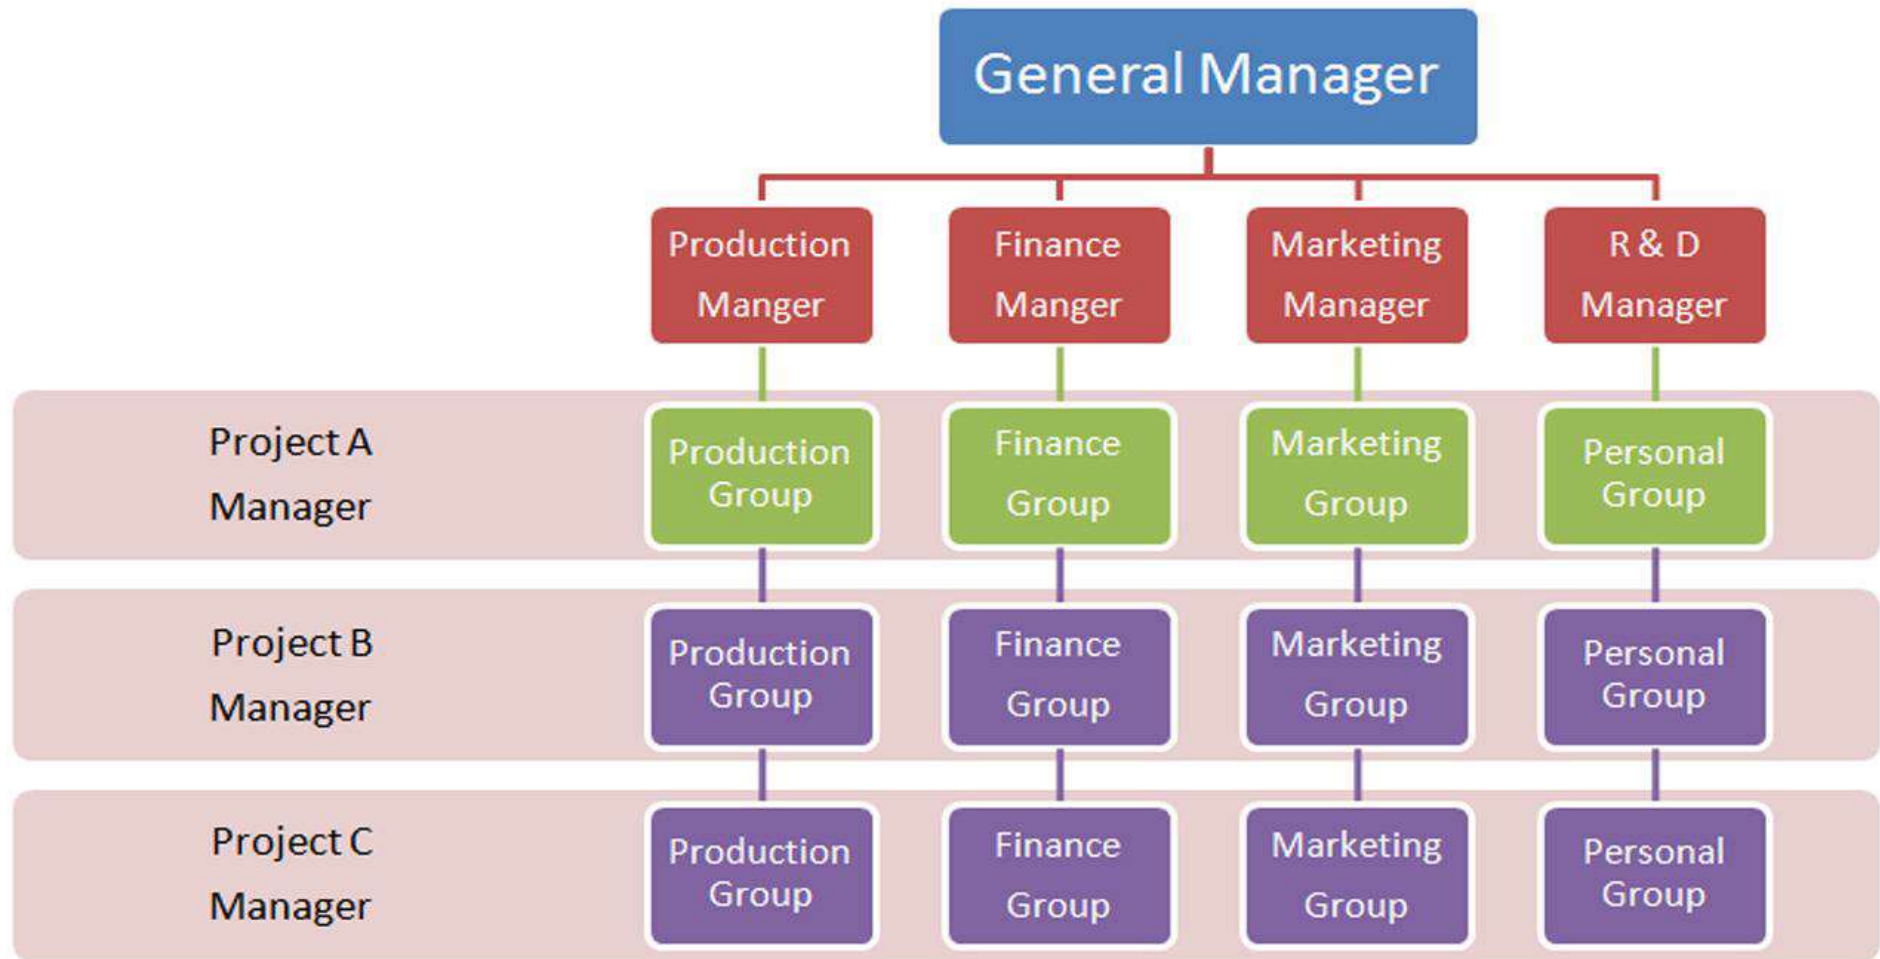 General Manager
Production
Manger
Finance
Manger
Marketing
Manager
R & D
Manager
Project A
Manager
Production
Group
Finance
Group
Marketing
Group
Personal
Group
Project B
Manager
Production
Group
Finance
Group
Marketing
Group
Personal
Group
Project C
Manager
Production
Group
Finance
Group
Marketing
Group
Personal
Group